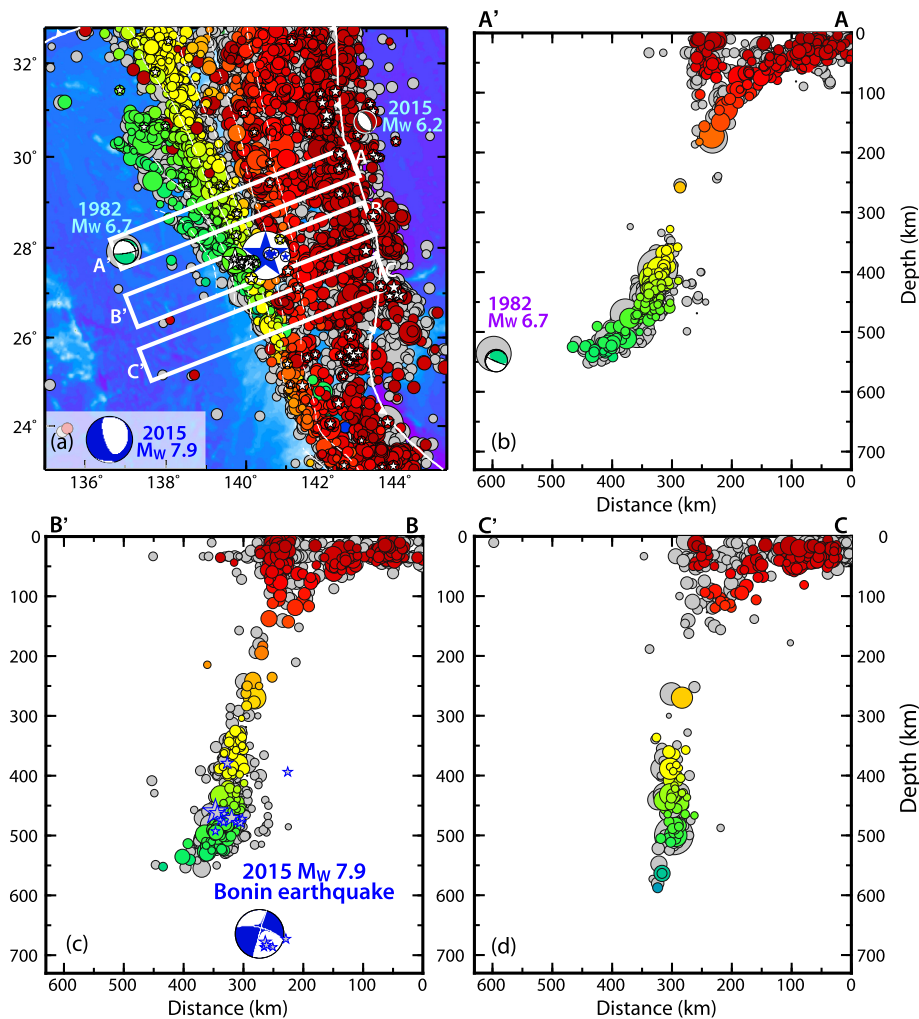 32°
30°
28°
26°
24°
136°
138°
140°
142°
144°
2015
Mw 6.2
A
B
C
1982
Mw 6.7
A'
B'
C'
(a)
2015
Mw 7.9
A' A
0
100
200
300
400
500
600
700
Depth (km)
1982
Mw 6.7
(b)
600 500 400 300 200 100 0
Distance (km)
B' B
0
100
200
300
400
500
600
700
2015 Mw 7.9
Bonin earthquake
(c)
600 500 400 300 200 100 0
Distance (km)
C' C
0
100
200
300
400
500
600
700
Depth (km)
(d)
600 500 400 300 200 100 0
Distance (km)